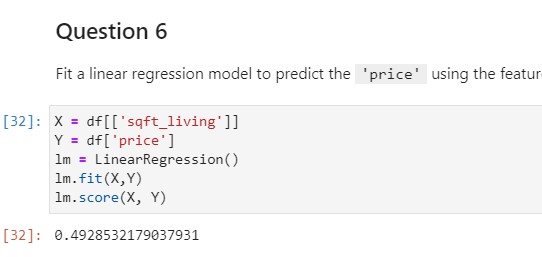 Question 6
Fit a linear regression model to predict the 'price' using the featur
[32]: X = df[['sqft_living']]
Y = df['price']
lm = LinearRegression()
lm.fit(X,Y)
lm.score(X, Y)
[32]: 0.4928532179037931